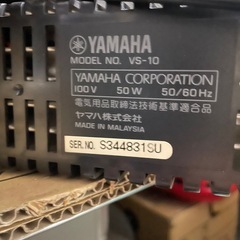 YAMAHA
MODEL NO. VS-10
YAMAHA CORPORATION
100V 50W 50/60Hz
電気用品取締法技術基準適合品
ヤマハ株式会社
MADE IN MALAYSIA
SER.NO. S344831SU